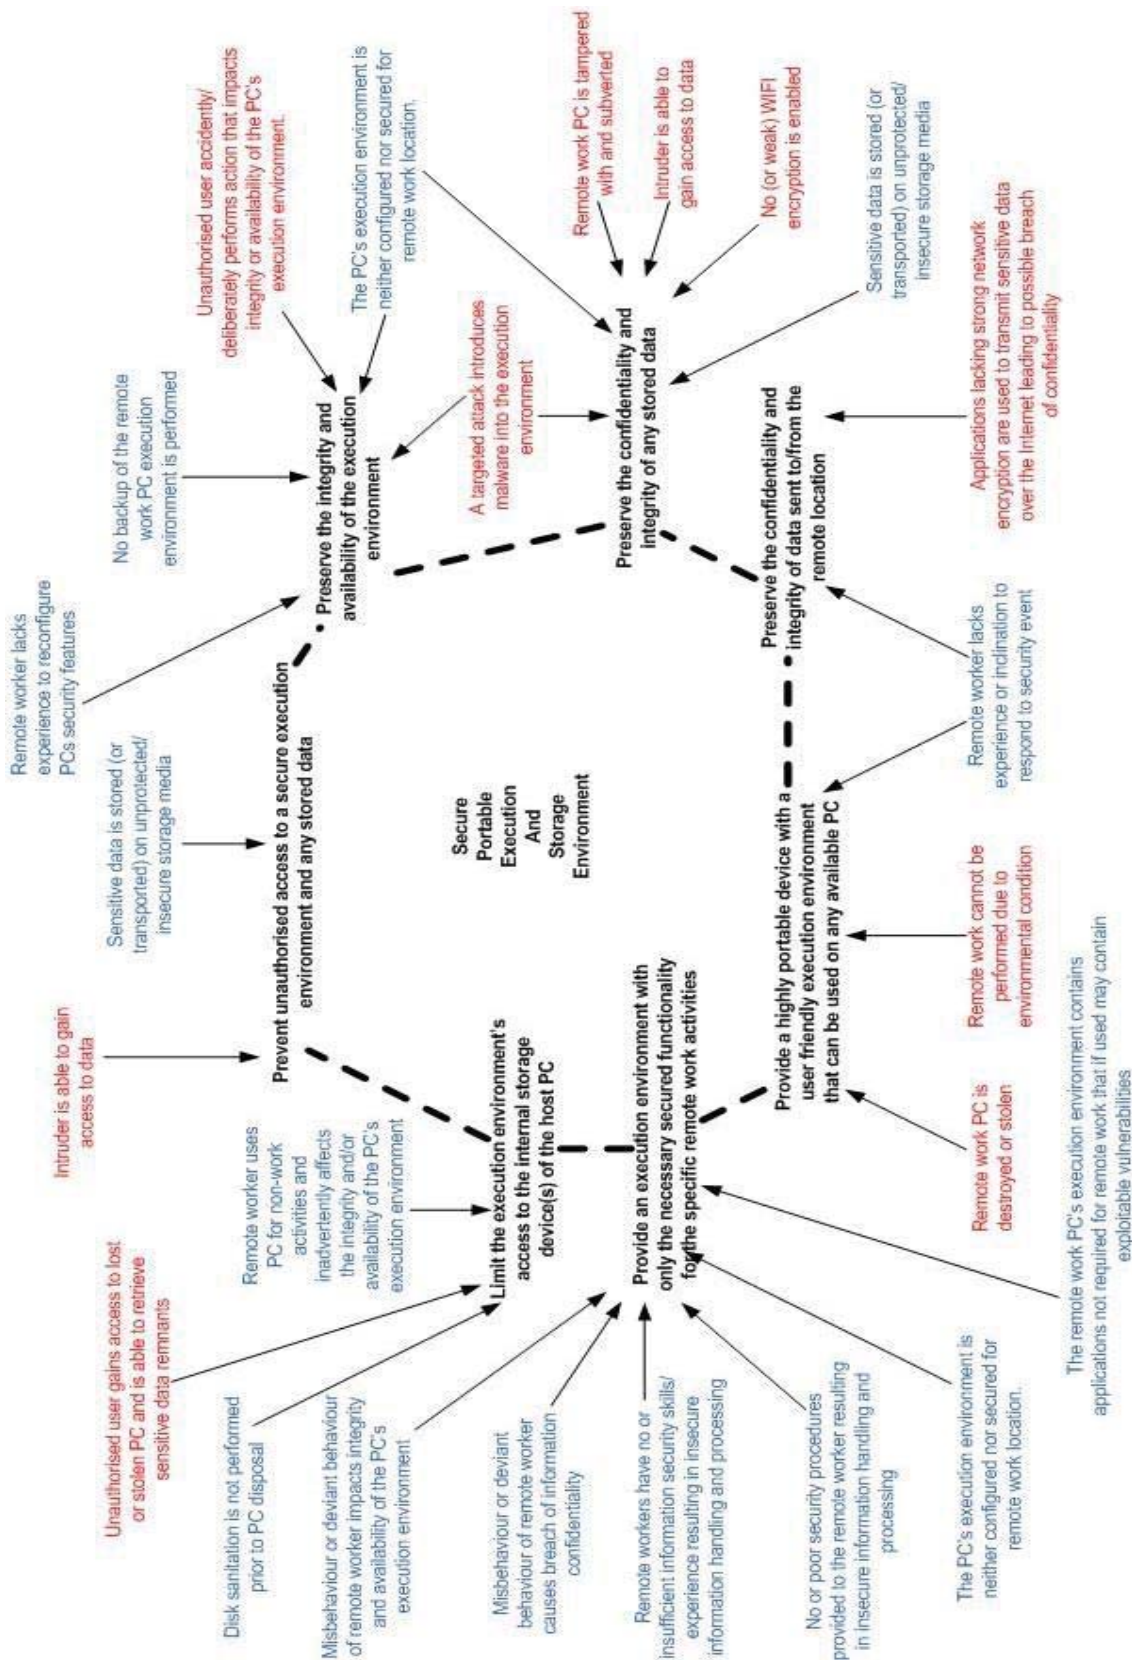 Unauthorised user gains access to lost
or stolen PC and is able to retrieve
sensitive data remnants
Intruder is able to gain
access to data
Sensitive data is stored (or
transported) on unprotected/
insecure storage media
Remote worker lacks
experience to reconfigure
PCs security features
No backup of the remote
work PC execution
environment is performed
Unauthorised user accidently/
deliberately performs action that impacts
integrity or availability of the PC's
execution environment.
The PC's execution environment is
neither configured nor secured for
remote work location.
Disk sanitation is not performed
prior to PC disposal
Remote worker uses
PC for non-work
activities and
inadvertently affects
the integrity and/or
availability of the PC's
execution environment
Prevent unauthorised access to a secure execution
environment and any stored data
Preserve the integrity and
availability of the execution
environment
A targeted attack introduces
malware into the execution
environment
Misbehaviour or deviant behaviour
of remote worker impacts integrity
and availability of the PC's
execution environment
Limit the execution environment's
access to the internal storage
device(s) of the host PC
Secure
Portable
Execution
And
Storage
Environment
Preserve the confidentiality and
integrity of any stored data
Remote work PC is tampered
with and subverted
Intruder is able to
gain access to data
No (or weak) WIFI
encryption is enabled
Sensitive data is stored (or
transported) on unprotected/
insecure storage media
Misbehaviour or deviant
behaviour of remote worker
causes breach of information
confidentiality
Provide an execution environment with
only the necessary secured functionality
for the specific remote work activities
Remote workers have no or
insufficient information security skills/
experience resulting in insecure
information handling and processing
Provide a highly portable device with a
user friendly execution environment
that can be used on any available PC
Preserve the confidentiality and
integrity of data sent to/from the
remote location
No or poor security procedures
provided to the remote worker resulting
in insecure information handling and
processing
The PC's execution environment is
neither configured nor secured for
remote work location.
Remote work PC is
destroyed or stolen
Remote work cannot be
performed due to
environmental condition
Remote worker lacks
experience or inclination to
respond to security event
Applications lacking strong network
encryption are used to transmit sensitive data
over the Internet leading to possible breach
of confidentiality
The remote work PC's execution environment contains
applications not required for remote work that if used may contain
exploitable vulnerabilities